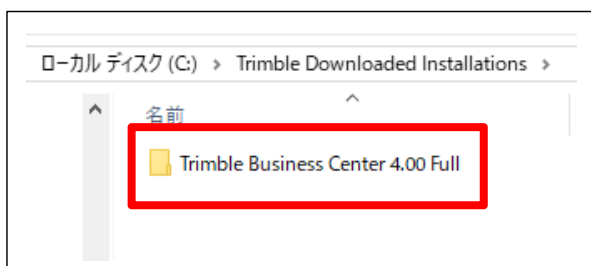 ローカル ディスク (C:) > Trimble Downloaded Installations >
名前
Trimble Business Center 4.00 Full